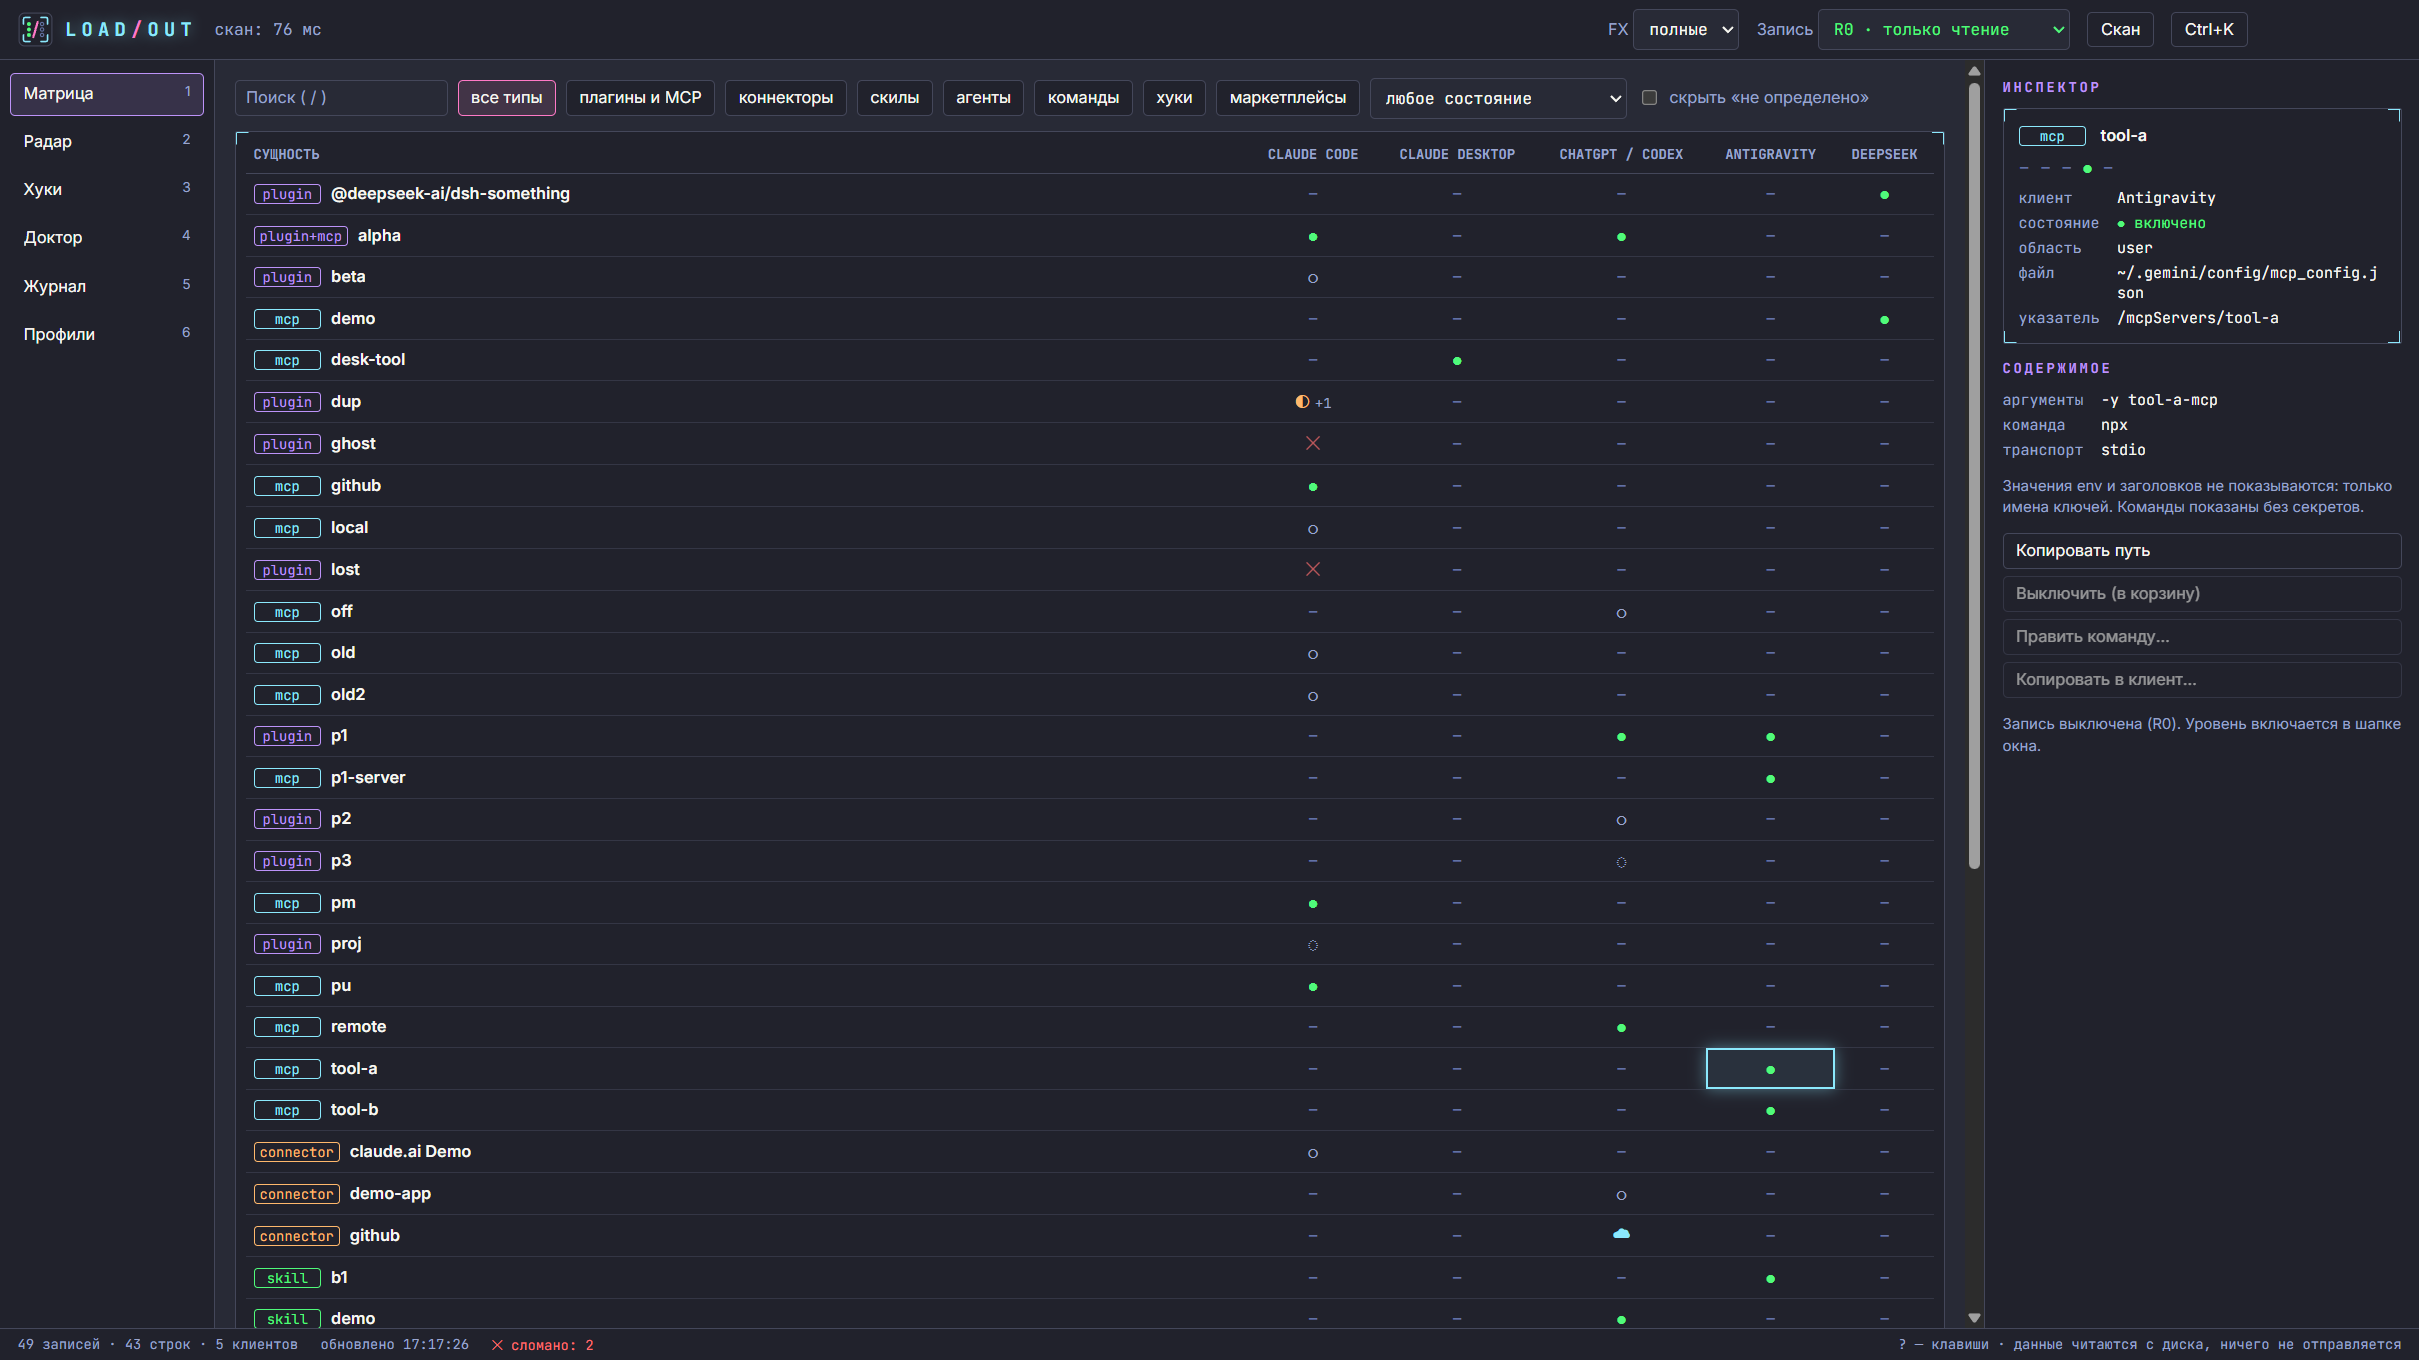 LOAD/OUT скан: 76 мс FX полные Запись R0 · только чтение Скан Ctrl+K
Матрица 1
Радар 2
Хуки 3
Доктор 4
Журнал 5
Профили 6
Поиск ( / ) все типы плагины и MCP коннекторы скилы агенты команды хуки маркетплейсы любое состояние скрыть «не определено»
СУЩНОСТЬ CLAUDE CODE CLAUDE DESKTOP CHATGPT / CODEX ANTIGRAVITY DEEPSEEK
plugin @deepseek-ai/dsh-something – – – – ●
plugin+mcp alpha ● – ● – –
plugin beta ○ – – – –
mcp demo – – – – ●
mcp desk-tool – ● – – –
plugin dup ◐ +1 – – – –
plugin ghost ✕ – – – –
mcp github ● – – – –
mcp local ○ – – – –
plugin lost ✕ – – – –
mcp off – – ○ – –
mcp old ○ – – – –
mcp old2 ○ – – – –
plugin p1 – – ● ● –
mcp p1-server – – – ● –
plugin p2 – – ○ – –
plugin p3 – – ◌ – –
mcp pm ● – – – –
plugin proj ◌ – – – –
mcp pu ● – – – –
mcp remote – – ● – –
mcp tool-a – – – ● –
mcp tool-b – – – ● –
connector claude.ai Demo ○ – – – –
connector demo-app – – ○ – –
connector github – – ☁ – –
skill b1 – – – ● –
skill demo – – ● – –
ИНСПЕКТОР
mcp tool-a
– – – ● –
клиент Antigravity
состояние ● включено
область user
файл ~/.gemini/config/mcp_config.j
son
указатель /mcpServers/tool-a
СОДЕРЖИМОЕ
аргументы -y tool-a-mcp
команда npx
транспорт stdio
Значения env и заголовков не показываются: только
имена ключей. Команды показаны без секретов.
Копировать путь
Выключить (в корзину)
Править команду...
Копировать в клиент...
Запись выключена (R0). Уровень включается в шапке
окна.
49 записей · 43 строк · 5 клиентов обновлено 17:17:26 ✕ сломано: 2 ? — клавиши · данные читаются с диска, ничего не отправляется